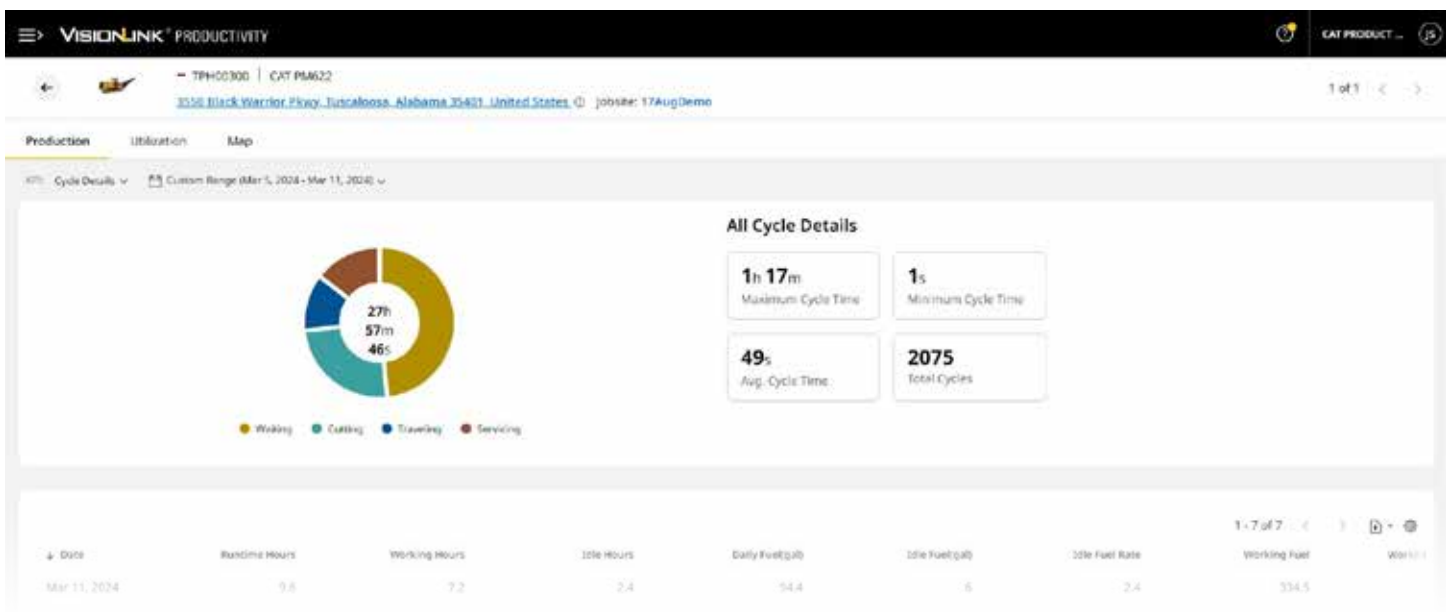 VISIONLINK® PRODUCTIVITY
CAT PRODUCT ...
JS
TPH00300 | CAT PM622
3550 Black Warrior Pkwy, Tuscaloosa, Alabama 35401, United States Jobsite: 17AugDemo
1 of 1
Production Utilization Map
Cycle Details Custom Range (Mar 5, 2024 - Mar 11, 2024)
All Cycle Details
27h
57m
46s
1h 17m
Maximum Cycle Time
1s
Minimum Cycle Time
49s
Avg. Cycle Time
2075
Total Cycles
Waiting Cutting Traveling Servicing
1 - 7 of 7
Date Runtime Hours Working Hours Idle Hours Daily Fuel(gal) Idle Fuel(gal) Idle Fuel Rate Working Fuel
Mar 11, 2024 9.6 7.2 2.4 6 2.4